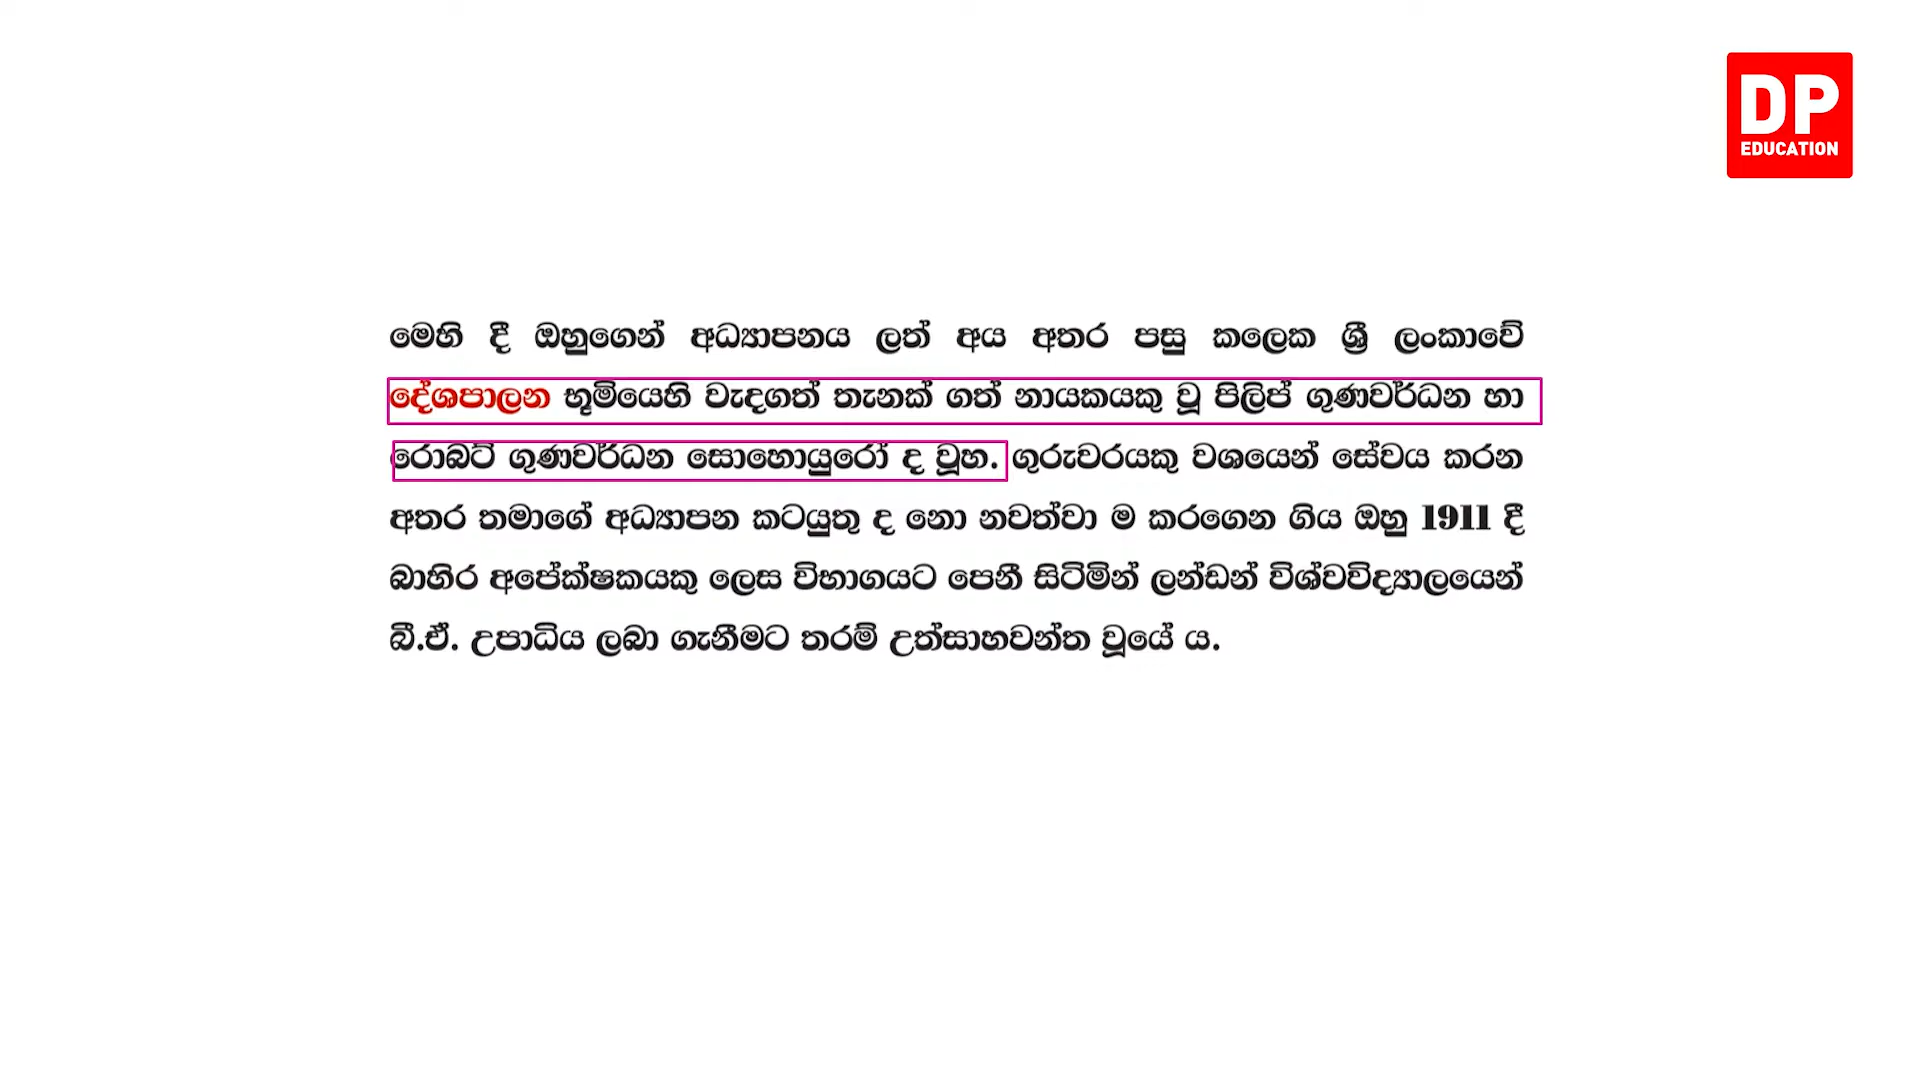 DP
EDUCATION
මෙහි දී ඔහුගෙන් අධ්‍යාපනය ලත් අය අතර පසු කලෙක ශ්‍රී ලංකාවේ
දේශපාලන භූමියෙහි වැදගත් තැනක් ගත් නායකයකු වූ පිලිප් ගුණවර්ධන හා
රොබට් ගුණවර්ධන සොහොයුරෝ ද වූහ. ගුරුවරයකු වශයෙන් සේවය කරන
අතර තමාගේ අධ්‍යාපන කටයුතු ද නො නවත්වා ම කරගෙන ගිය ඔහු 1911 දී
බාහිර අපේක්ෂකයකු ලෙස විභාගයට පෙනී සිටිමින් ලන්ඩන් විශ්වවිද්‍යාලයෙන්
බී.ඒ. උපාධිය ලබා ගැනීමට තරම් උත්සාහවන්ත වූයේ ය.